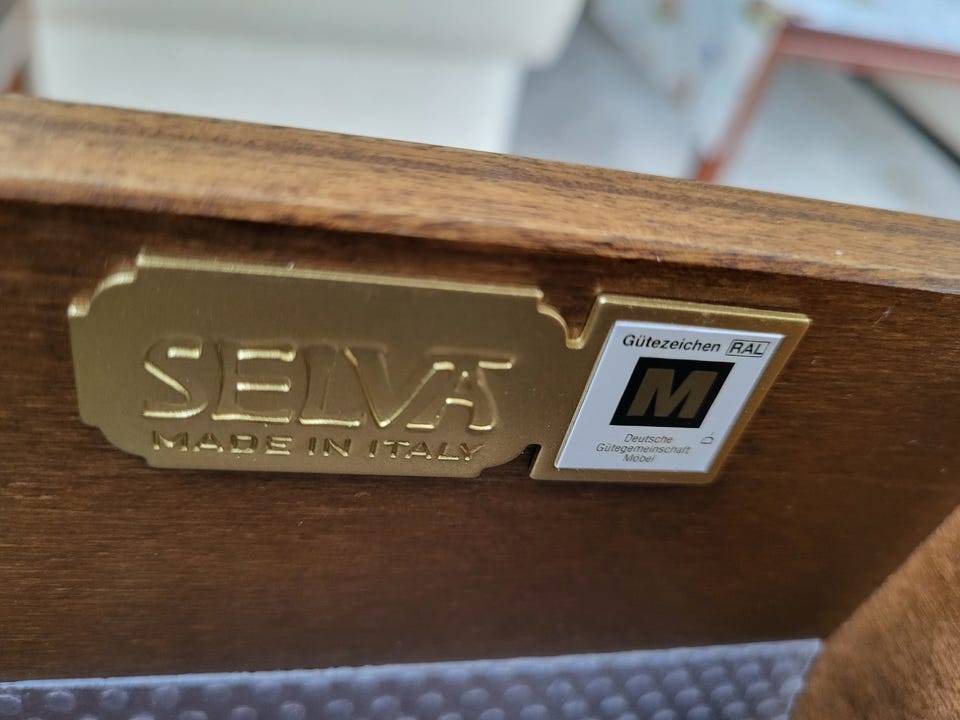 SELVA
MADE IN ITALY
Gütezeichen RAL
M
Deutsche
Gütegemeinschaft
Möbel